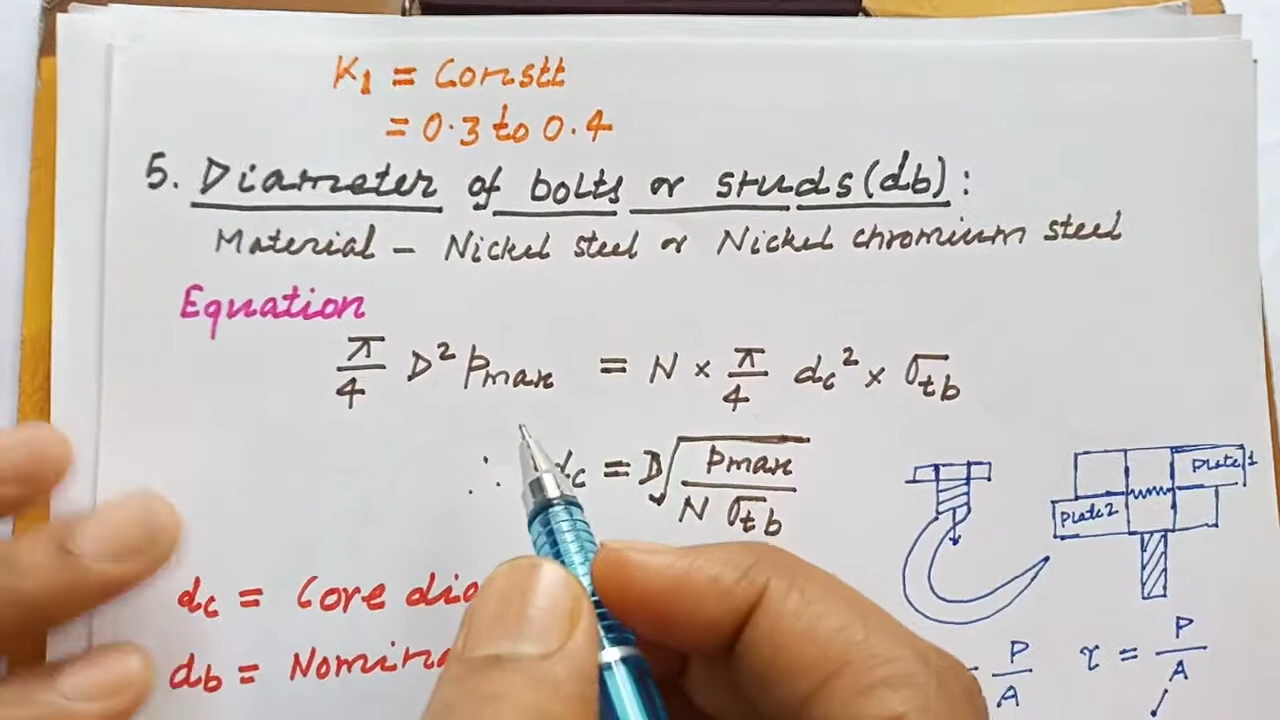 K₁ = Constt
= 0.3 to 0.4
5. Diameter of bolts or studs (db) :
Material – Nickel steel or Nickel chromium steel
Equation
π/4 D² Pmax = N × π/4 dc² × σtb
∴ dc = D√(Pmax / N σtb)
Plate 1
Plate 2
dc = Core
db =
= P/A
τ = P/A